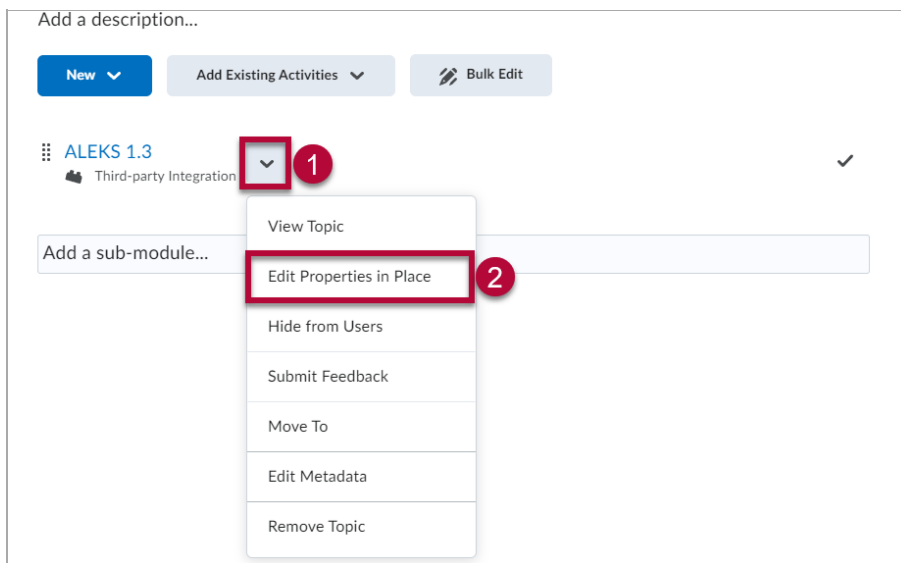 Add a description...
New Add Existing Activities Bulk Edit
ALEKS 1.3
1
Third-party Integration
View Topic
Add a sub-module...
Edit Properties in Place
2
Hide from Users
Submit Feedback
Move To
Edit Metadata
Remove Topic